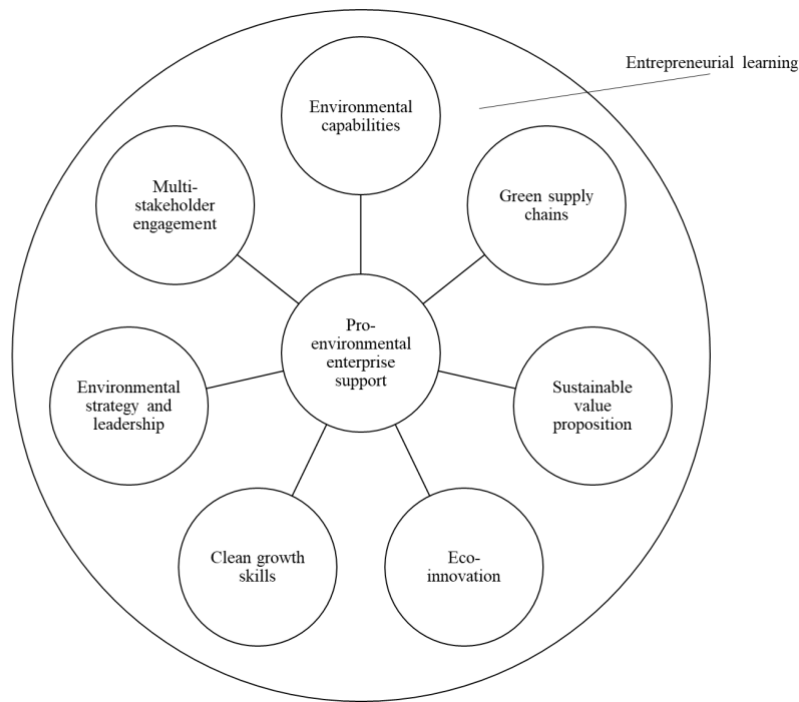 Entrepreneurial learning
Environmental
capabilities
Multi-
stakeholder
engagement
Green supply
chains
Pro-
environmental
enterprise
support
Environmental
strategy and
leadership
Sustainable
value
proposition
Clean growth
skills
Eco-
innovation